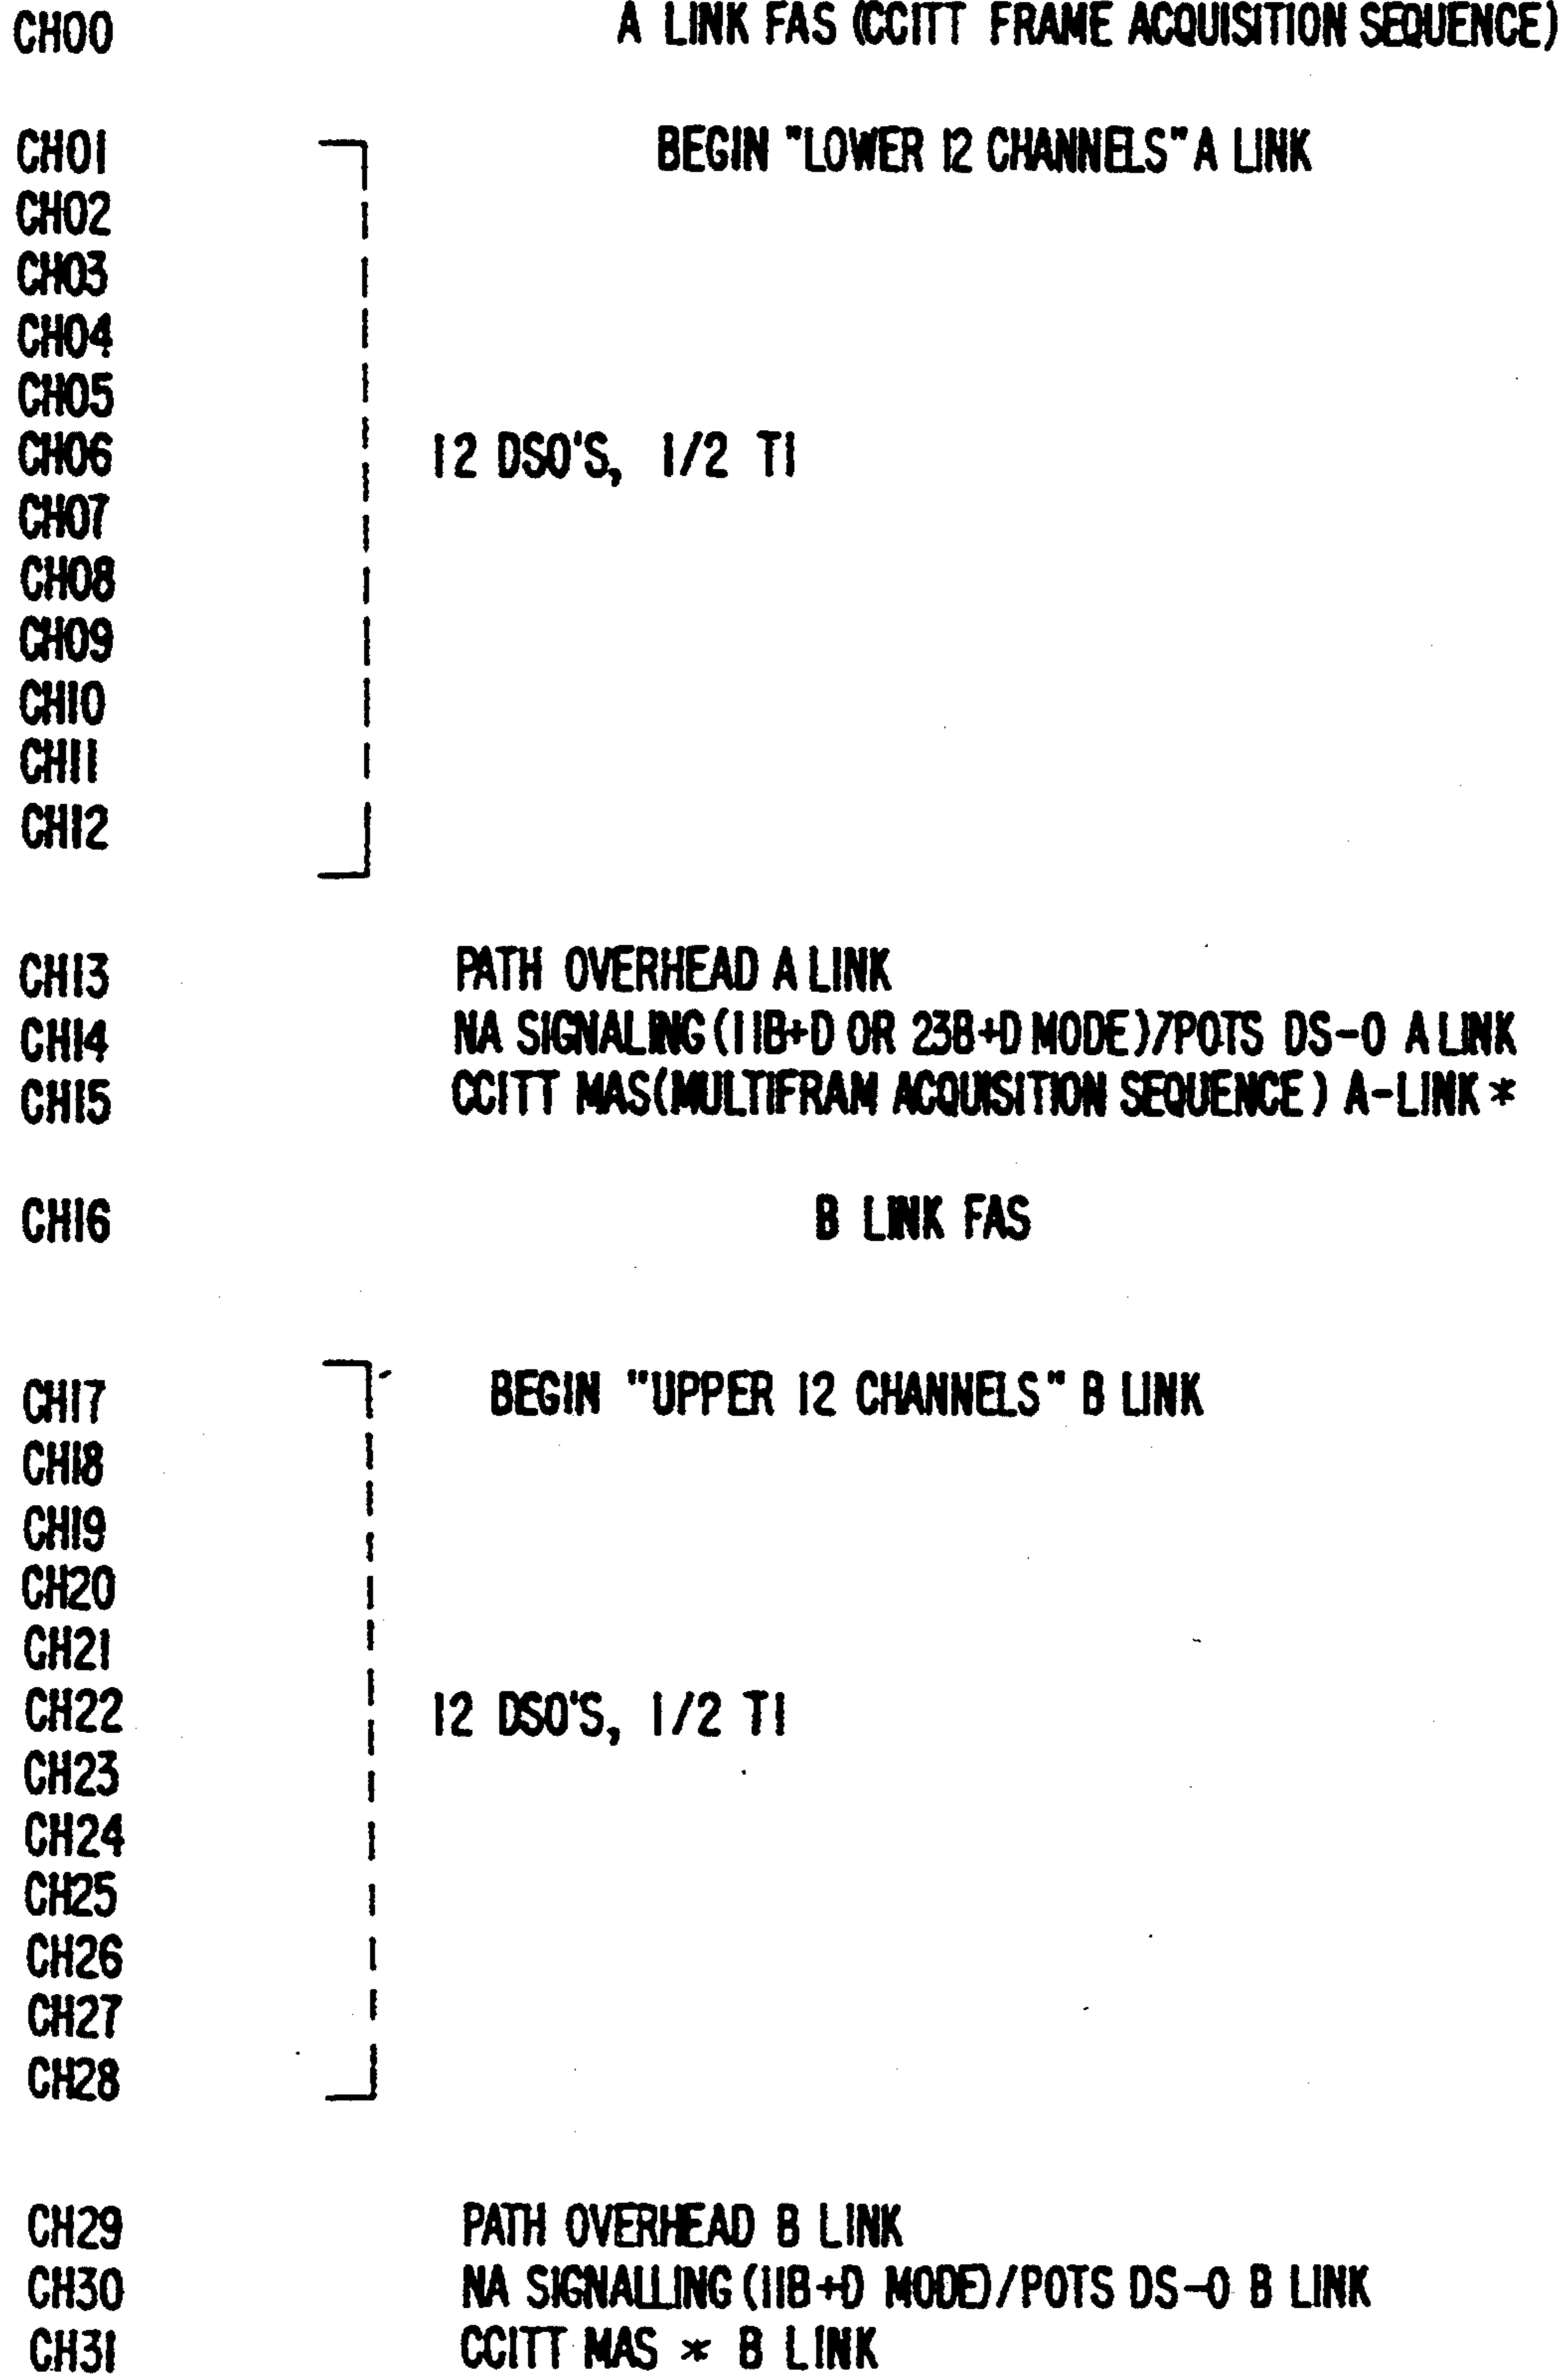 CH00 A LINK FAS (CCITT FRAME ACQUISITION SEQUENCE)
CH01 BEGIN "LOWER 12 CHANNELS" A LINK
CH02
CH03
CH04
CH05
CH06 12 DSO'S, 1/2 T1
CH07
CH08
CH09
CH10
CH11
CH12
CH13 PATH OVERHEAD A LINK
CH14 NA SIGNALING (11B+D OR 23B+D MODE)/POTS DS-0 A LINK
CH15 CCITT MAS (MULTIFRAM ACQUISITION SEQUENCE) A-LINK *
CH16 B LINK FAS
CH17 BEGIN "UPPER 12 CHANNELS" B LINK
CH18
CH19
CH20
CH21
CH22 12 DSO'S, 1/2 T1
CH23
CH24
CH25
CH26
CH27
CH28
CH29 PATH OVERHEAD B LINK
CH30 NA SIGNALLING (11B+D MODE)/POTS DS-0 B LINK
CH31 CCITT MAS * B LINK